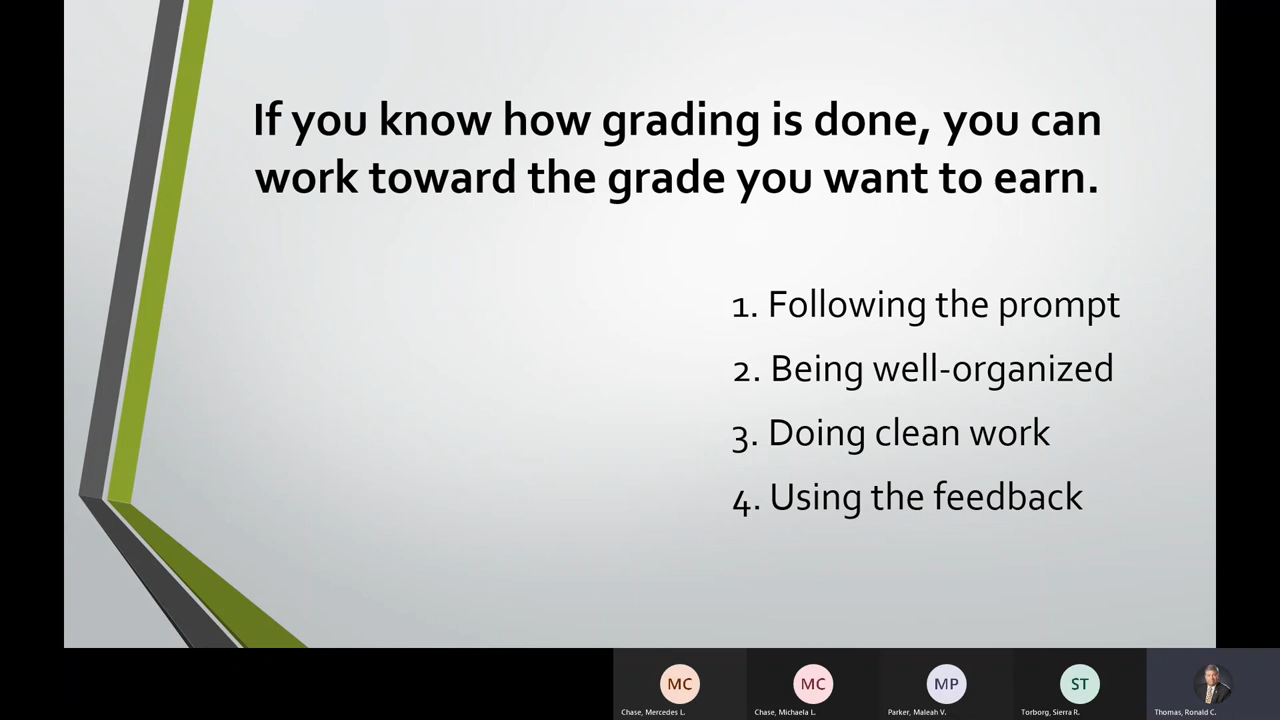 If you know how grading is done, you can
work toward the grade you want to earn.
1. Following the prompt
2. Being well-organized
3. Doing clean work
4. Using the feedback
MC
MC
MP
ST
Chase, Mercedes L.
Chase, Michaela L.
Parker, Maleah V.
Torborg, Sierra R.
Thomas, Ronald C.